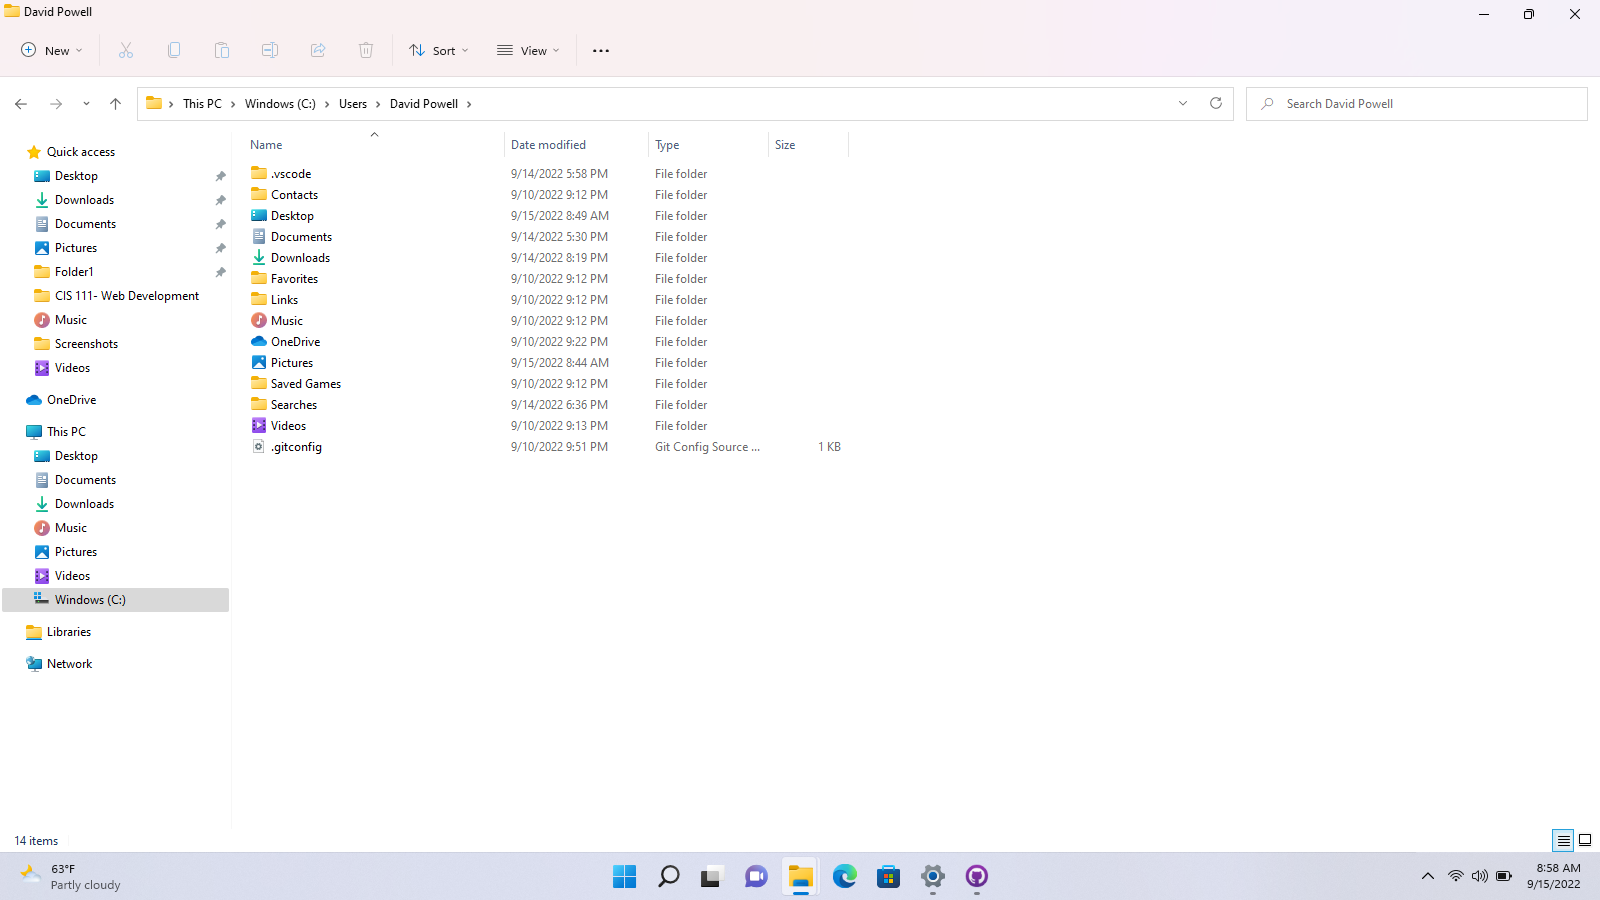 David Powell
New
Sort
View
This PC
Windows (C:)
Users
David Powell
Search David Powell
Quick access
Desktop
Downloads
Documents
Pictures
Folder1
CIS 111- Web Development
Music
Screenshots
Videos
OneDrive
This PC
Desktop
Documents
Downloads
Music
Pictures
Videos
Windows (C:)
Libraries
Network
Name Date modified Type Size
.vscode 9/14/2022 5:58 PM File folder
Contacts 9/10/2022 9:12 PM File folder
Desktop 9/15/2022 8:49 AM File folder
Documents 9/14/2022 5:30 PM File folder
Downloads 9/14/2022 8:19 PM File folder
Favorites 9/10/2022 9:12 PM File folder
Links 9/10/2022 9:12 PM File folder
Music 9/10/2022 9:12 PM File folder
OneDrive 9/10/2022 9:22 PM File folder
Pictures 9/15/2022 8:44 AM File folder
Saved Games 9/10/2022 9:12 PM File folder
Searches 9/14/2022 6:36 PM File folder
Videos 9/10/2022 9:13 PM File folder
.gitconfig 9/10/2022 9:51 PM Git Config Source ... 1 KB
14 items
63°F
Partly cloudy
8:58 AM
9/15/2022